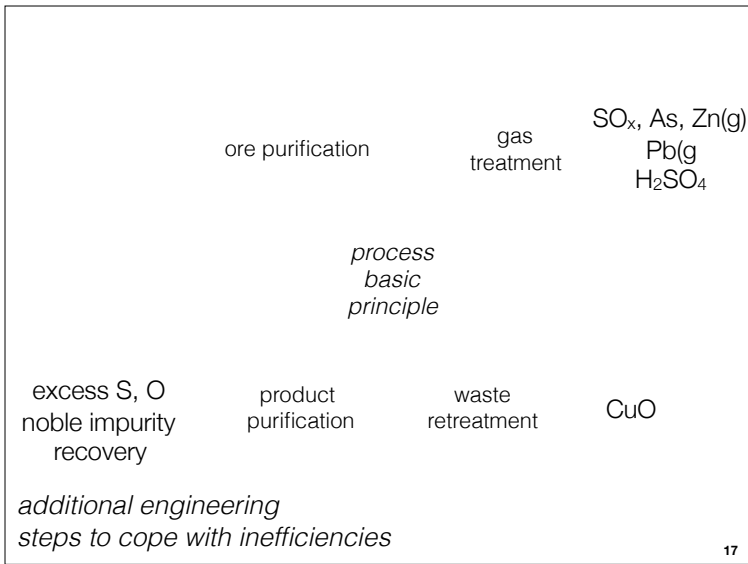 ore purification
gas
treatment
SOₓ, As, Zn(g)
Pb(g
H₂SO₄
process
basic
principle
excess S, O
noble impurity
recovery
product
purification
waste
retreatment
CuO
additional engineering
steps to cope with inefficiencies
17